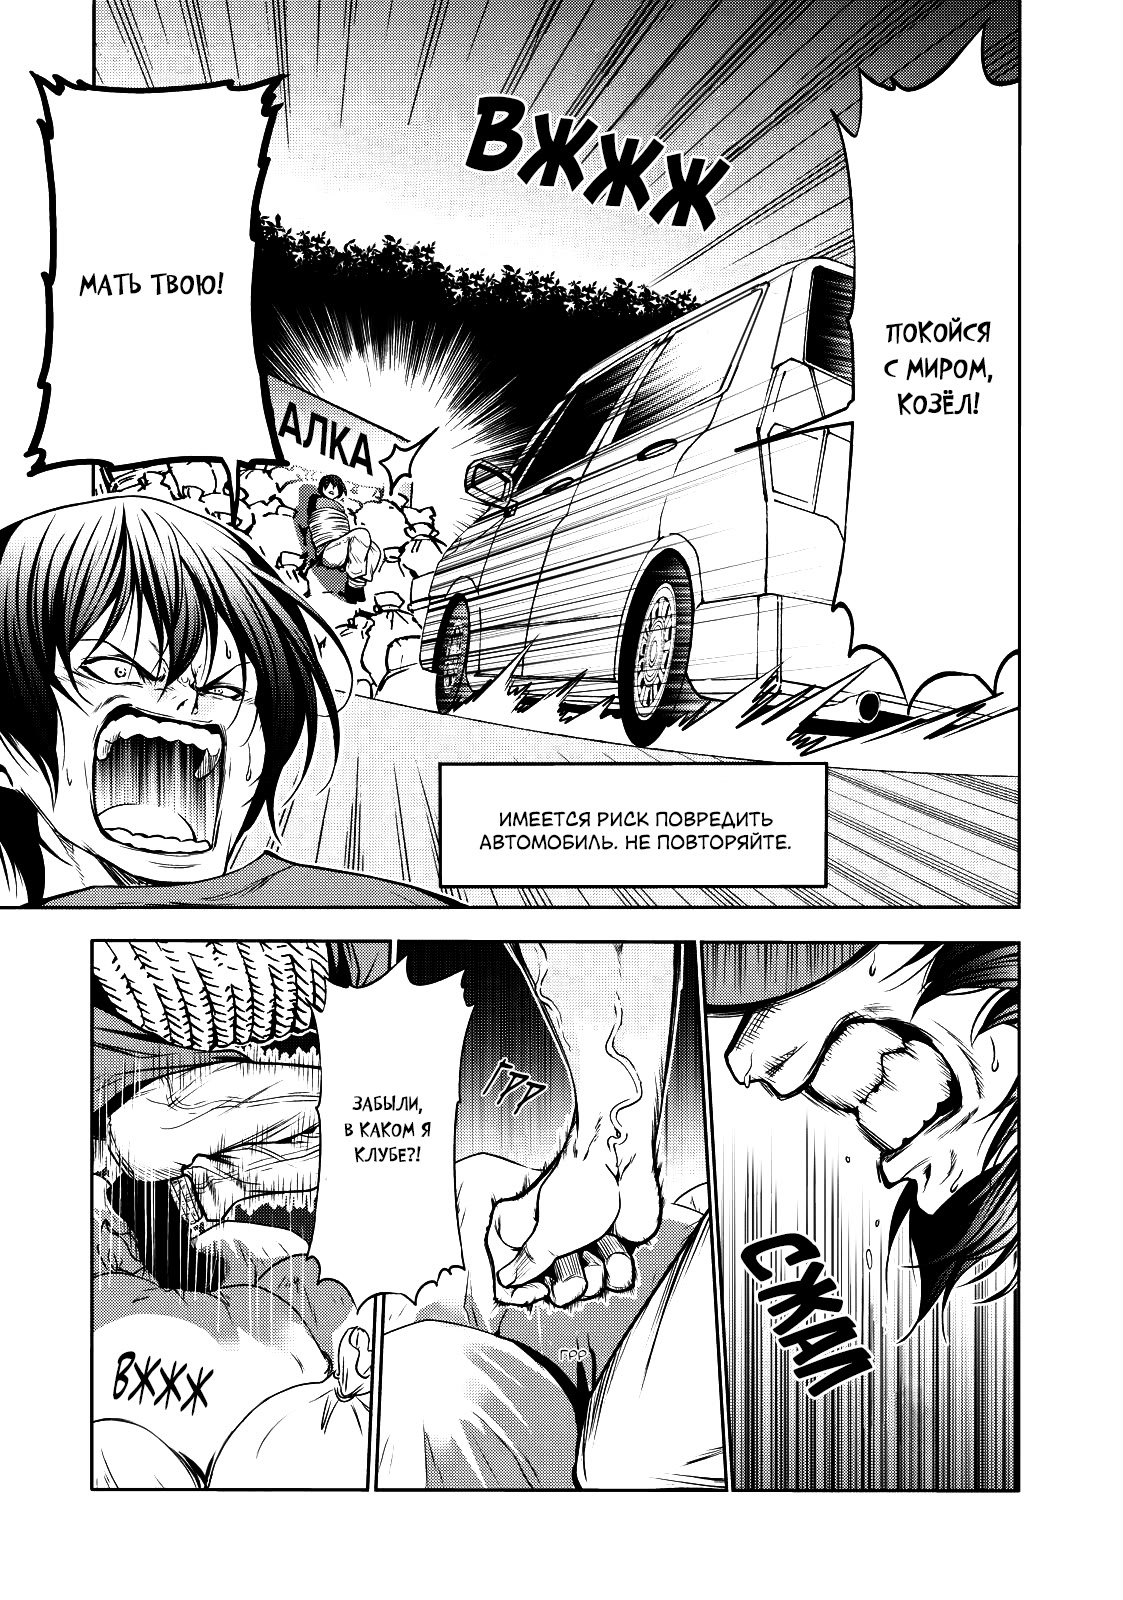 ВЖЖЖ
ПОКОЙСЯ
С МИРОМ,
КОЗЁЛ!
МАТЬ ТВОЮ!
АЛКА
ИМЕЕТСЯ РИСК ПОВРЕДИТЬ
АВТОМОБИЛЬ. НЕ ПОВТОРЯЙТЕ.
СЖАЛ
ГРР
ГРР
ЗАБЫЛИ,
В КАКОМ Я
КЛУБЕ?!
ВЖЖЖ